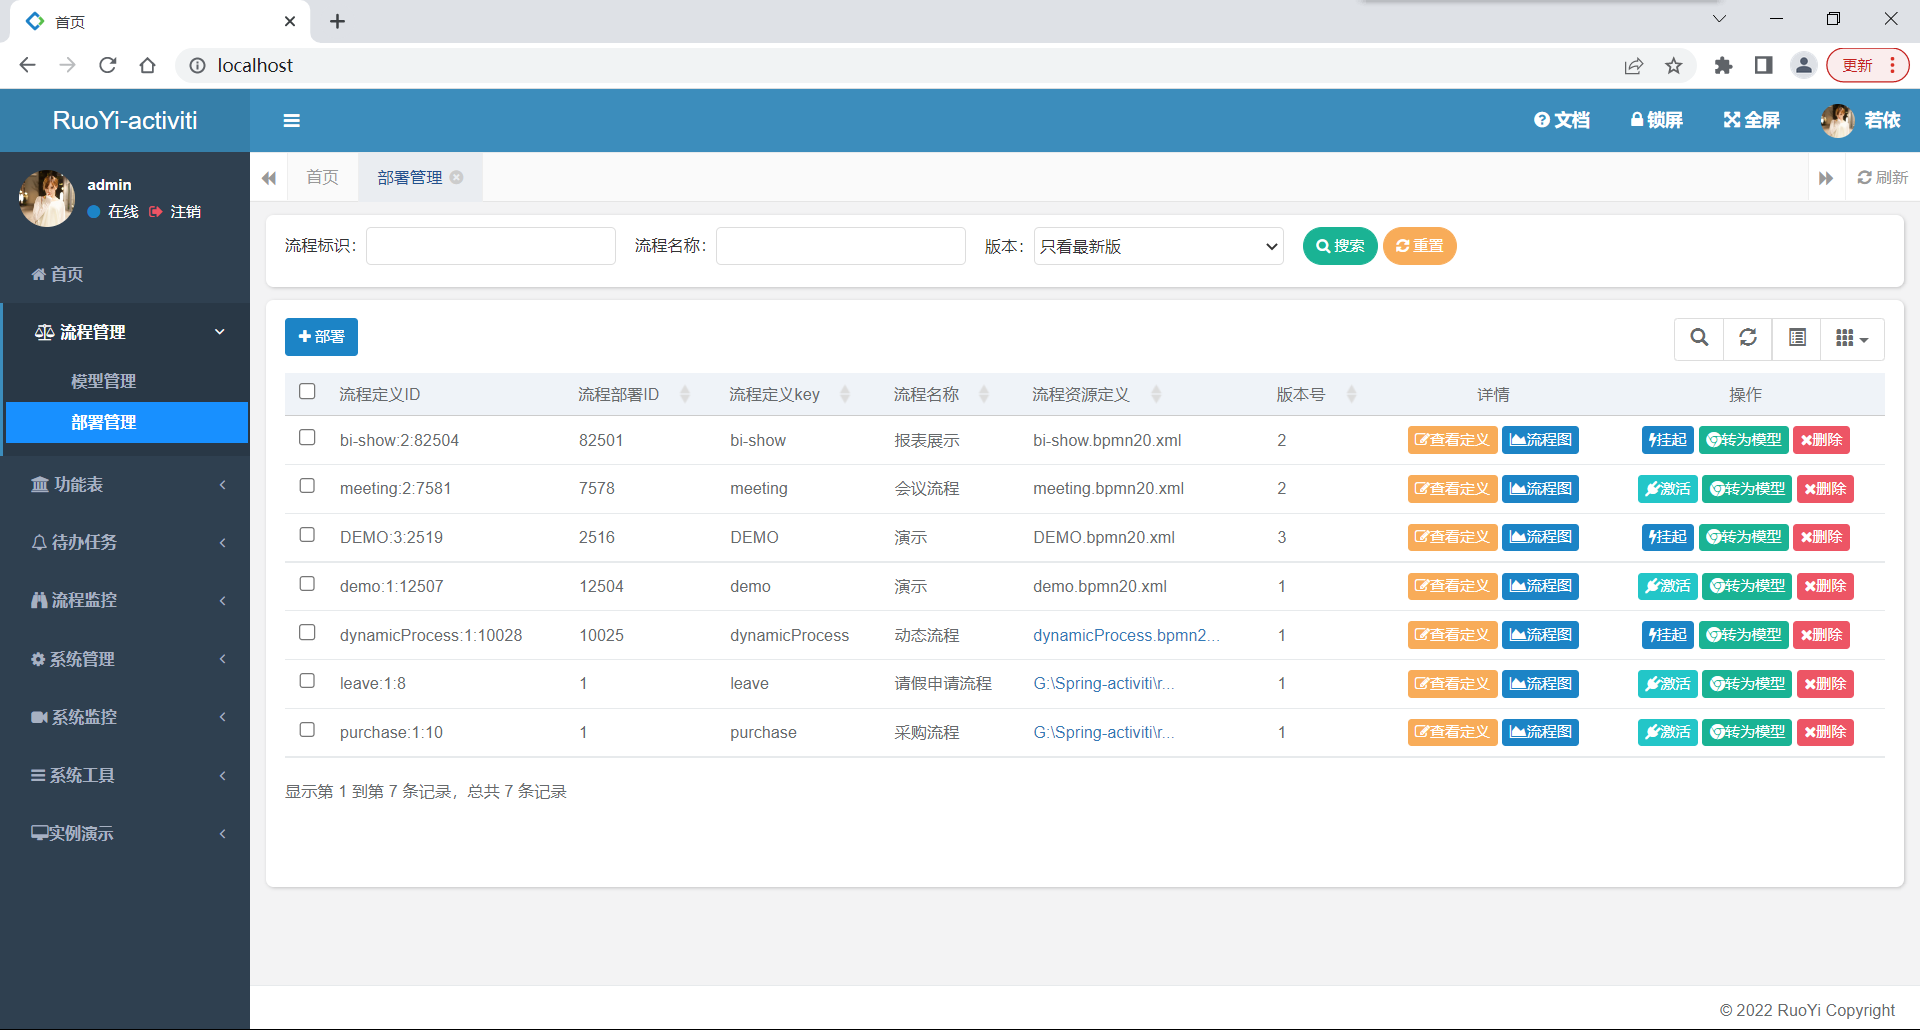 首页
localhost
更新
RuoYi-activiti
文档 锁屏 全屏 若依
admin
在线 注销
首页
流程管理
模型管理
部署管理
功能表
待办任务
流程监控
系统管理
系统监控
系统工具
实例演示
首页 部署管理 刷新
流程标识： 流程名称： 版本： 只看最新版 搜索 重置
部署
流程定义ID 流程部署ID 流程定义key 流程名称 流程资源定义 版本号 详情 操作
bi-show:2:82504 82501 bi-show 报表展示 bi-show.bpmn20.xml 2 查看定义 流程图 挂起 转为模型 删除
meeting:2:7581 7578 meeting 会议流程 meeting.bpmn20.xml 2 查看定义 流程图 激活 转为模型 删除
DEMO:3:2519 2516 DEMO 演示 DEMO.bpmn20.xml 3 查看定义 流程图 挂起 转为模型 删除
demo:1:12507 12504 demo 演示 demo.bpmn20.xml 1 查看定义 流程图 激活 转为模型 删除
dynamicProcess:1:10028 10025 dynamicProcess 动态流程 dynamicProcess.bpmn2... 1 查看定义 流程图 挂起 转为模型 删除
leave:1:8 1 leave 请假申请流程 G:\Spring-activiti\r... 1 查看定义 流程图 激活 转为模型 删除
purchase:1:10 1 purchase 采购流程 G:\Spring-activiti\r... 1 查看定义 流程图 激活 转为模型 删除
显示第 1 到第 7 条记录，总共 7 条记录
© 2022 RuoYi Copyright